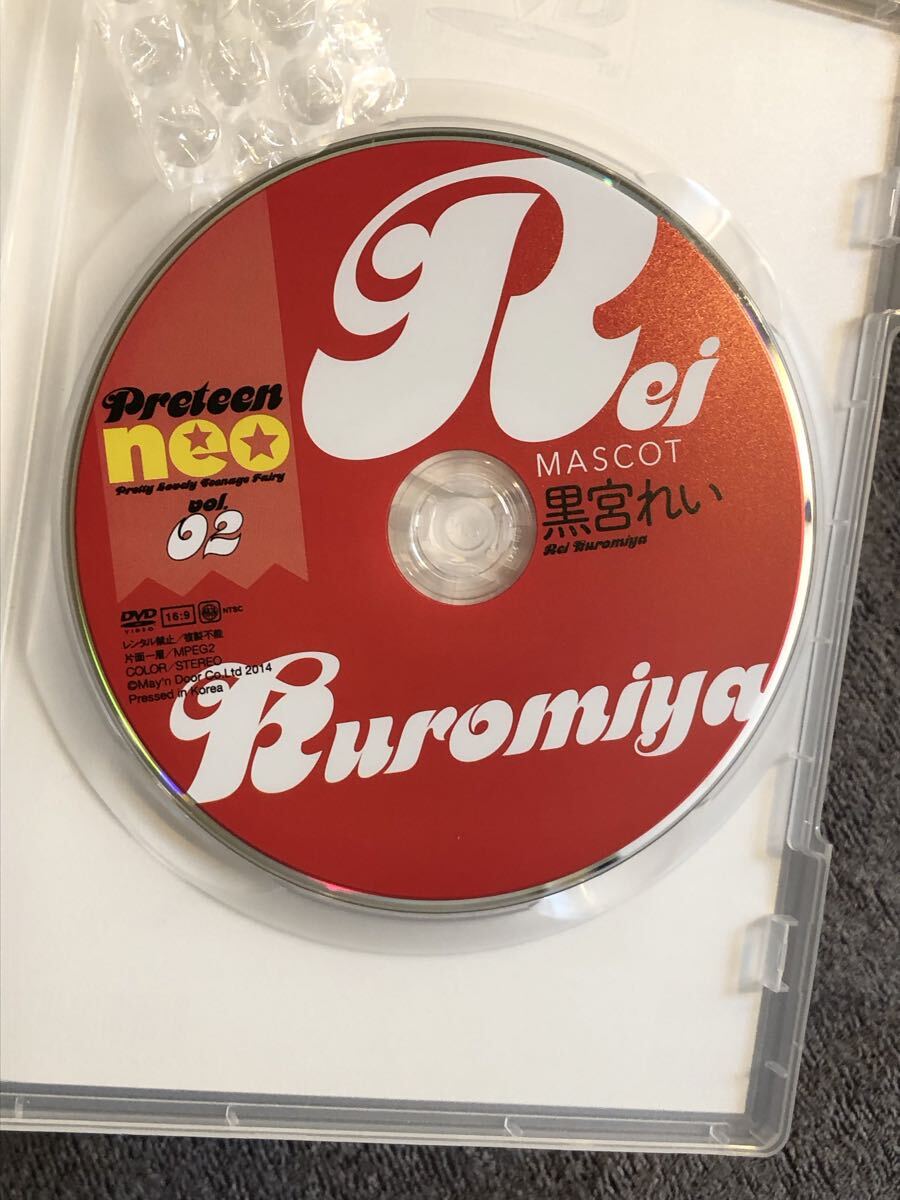 Rei
MASCOT
黒宮れい
Rei Kuromiya
Preteen
neo
Pretty Lovely Teenage Fairy
vol.
02
DVD
VIDEO
16:9
NTSC
レンタル禁止／複製不能
片面一層／MPEG2
COLOR／STEREO
©May'n Door Co.Ltd 2014
Pressed in Korea
Kuromiya